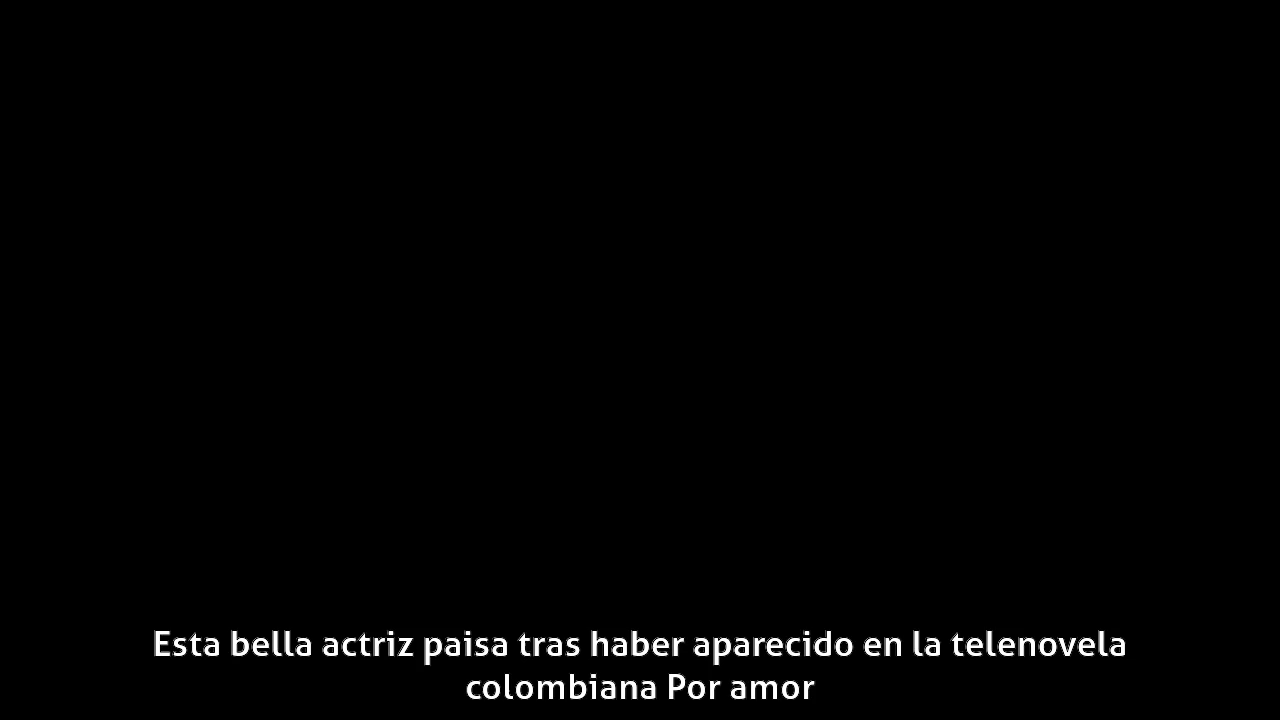 Esta bella actriz paisa tras haber aparecido en la telenovela
colombiana Por amor